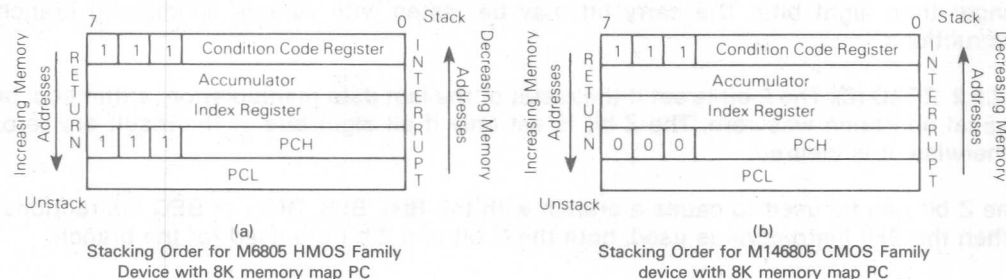 7 0 Stack
1 1 1 Condition Code Register
Accumulator
Index Register
1 1 1 PCH
PCL
Increasing Memory
Addresses
RETURN
INTERRUPT
Decreasing Memory
Addresses
Unstack
(a)
Stacking Order for M6805 HMOS Family
Device with 8K memory map PC
7 0 Stack
1 1 1 Condition Code Register
Accumulator
Index Register
0 0 0 PCH
PCL
Increasing Memory
Addresses
RETURN
INTERRUPT
Decreasing Memory
Addresses
Unstack
(b)
Stacking Order for M146805 CMOS Family
device with 8K memory map PC